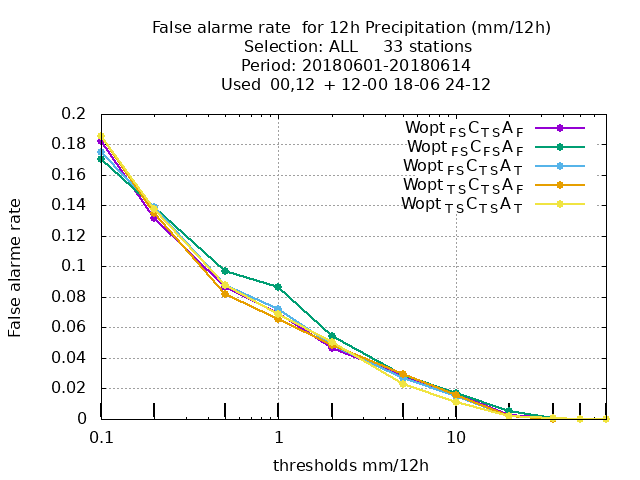 False alarme rate  for 12h Precipitation (mm/12h)
Selection: ALL     33 stations
Period: 20180601-20180614
Used  00,12  + 12-00 18-06 24-12
0.2
0.18
0.16
0.14
0.12
0.1
0.08
0.06
0.04
0.02
0
False alarme rate
Wopt FS C TS A F
Wopt FS C FS A F
Wopt FS C TS A T
Wopt TS C TS A F
Wopt TS C TS A T
0.1 1 10
thresholds mm/12h